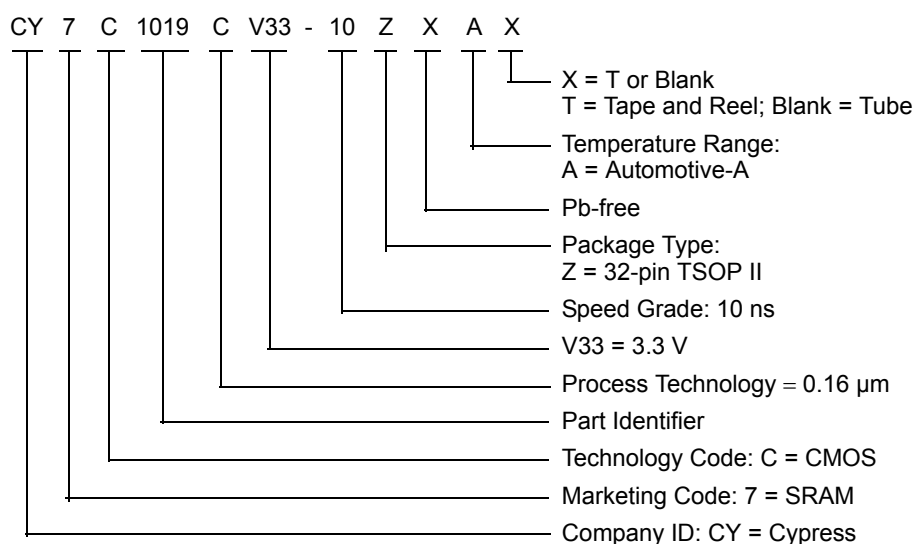 CY 7 C 1019 C V33 - 10 Z X A X
X = T or Blank
T = Tape and Reel; Blank = Tube
Temperature Range:
A = Automotive-A
Pb-free
Package Type:
Z = 32-pin TSOP II
Speed Grade: 10 ns
V33 = 3.3 V
Process Technology = 0.16 µm
Part Identifier
Technology Code: C = CMOS
Marketing Code: 7 = SRAM
Company ID: CY = Cypress